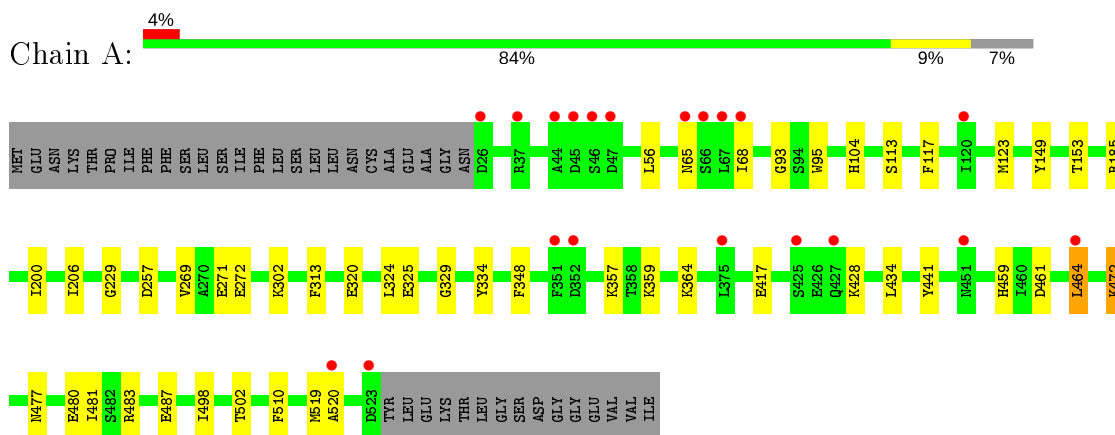 4%
Chain A:
84% 9% 7%
MET GLU ASN LYS THR PRO ILE PHE PHE SER LEU SER ILE PHE LEU SER LEU LEU ASN CYS ALA GLU ALA GLY ASN D26 R37 A44 D45 S46 D47 L56 N65 S66 L67 I68 G93 S94 W95 H104 S113 F117 I120 M123 Y149 T153 R185
I200 I206 G229 D257 V269 A270 E271 E272 K302 F313 E320 L324 E325 G329 Y334 F348 F351 D352 K357 T358 K359 K364 L375 E417 S425 E426 Q427 K428 L434 Y441 N451 H459 I460 D461 L464 K472
N477 E480 I481 S482 R483 E487 I498 T502 F510 M519 A520 D523 TYR LEU GLU LYS THR LEU GLY SER ASP GLY GLY GLU VAL VAL ILE